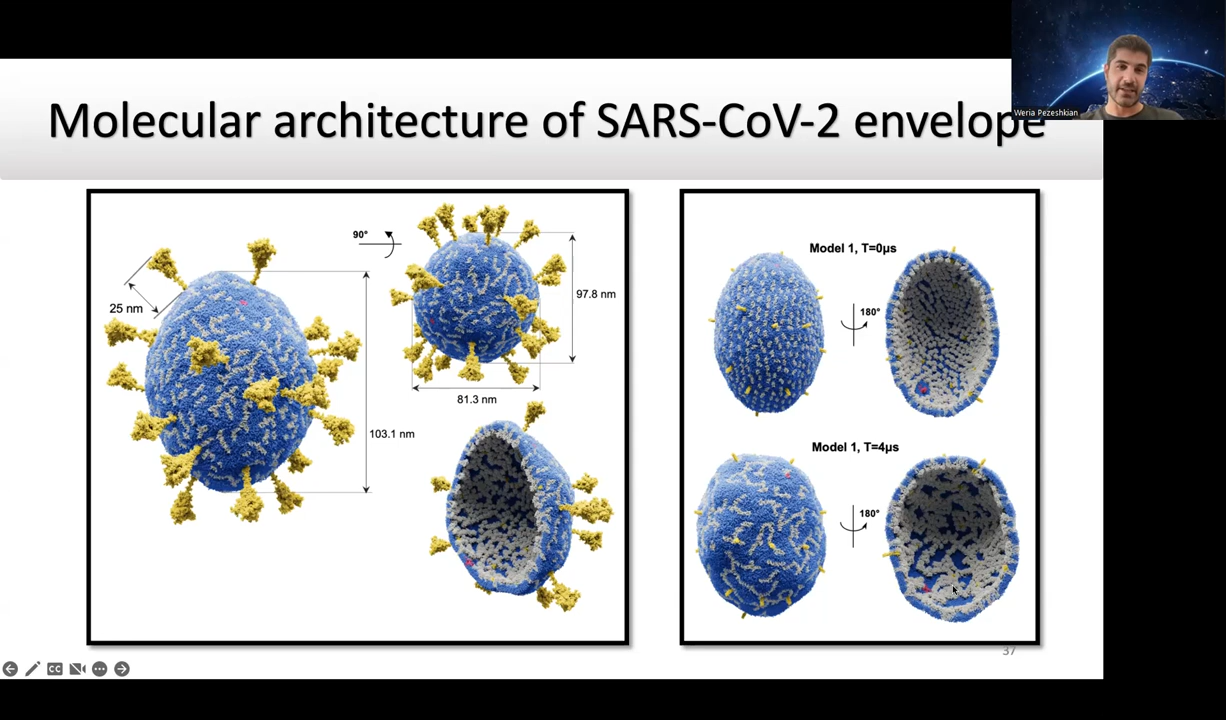 Molecular architecture of SARS-CoV-2 envelope
Weria Pezeshkian
25 nm
103.1 nm
90°
97.8 nm
81.3 nm
Model 1, T=0µs
180°
Model 1, T=4µs
180°
37
CC